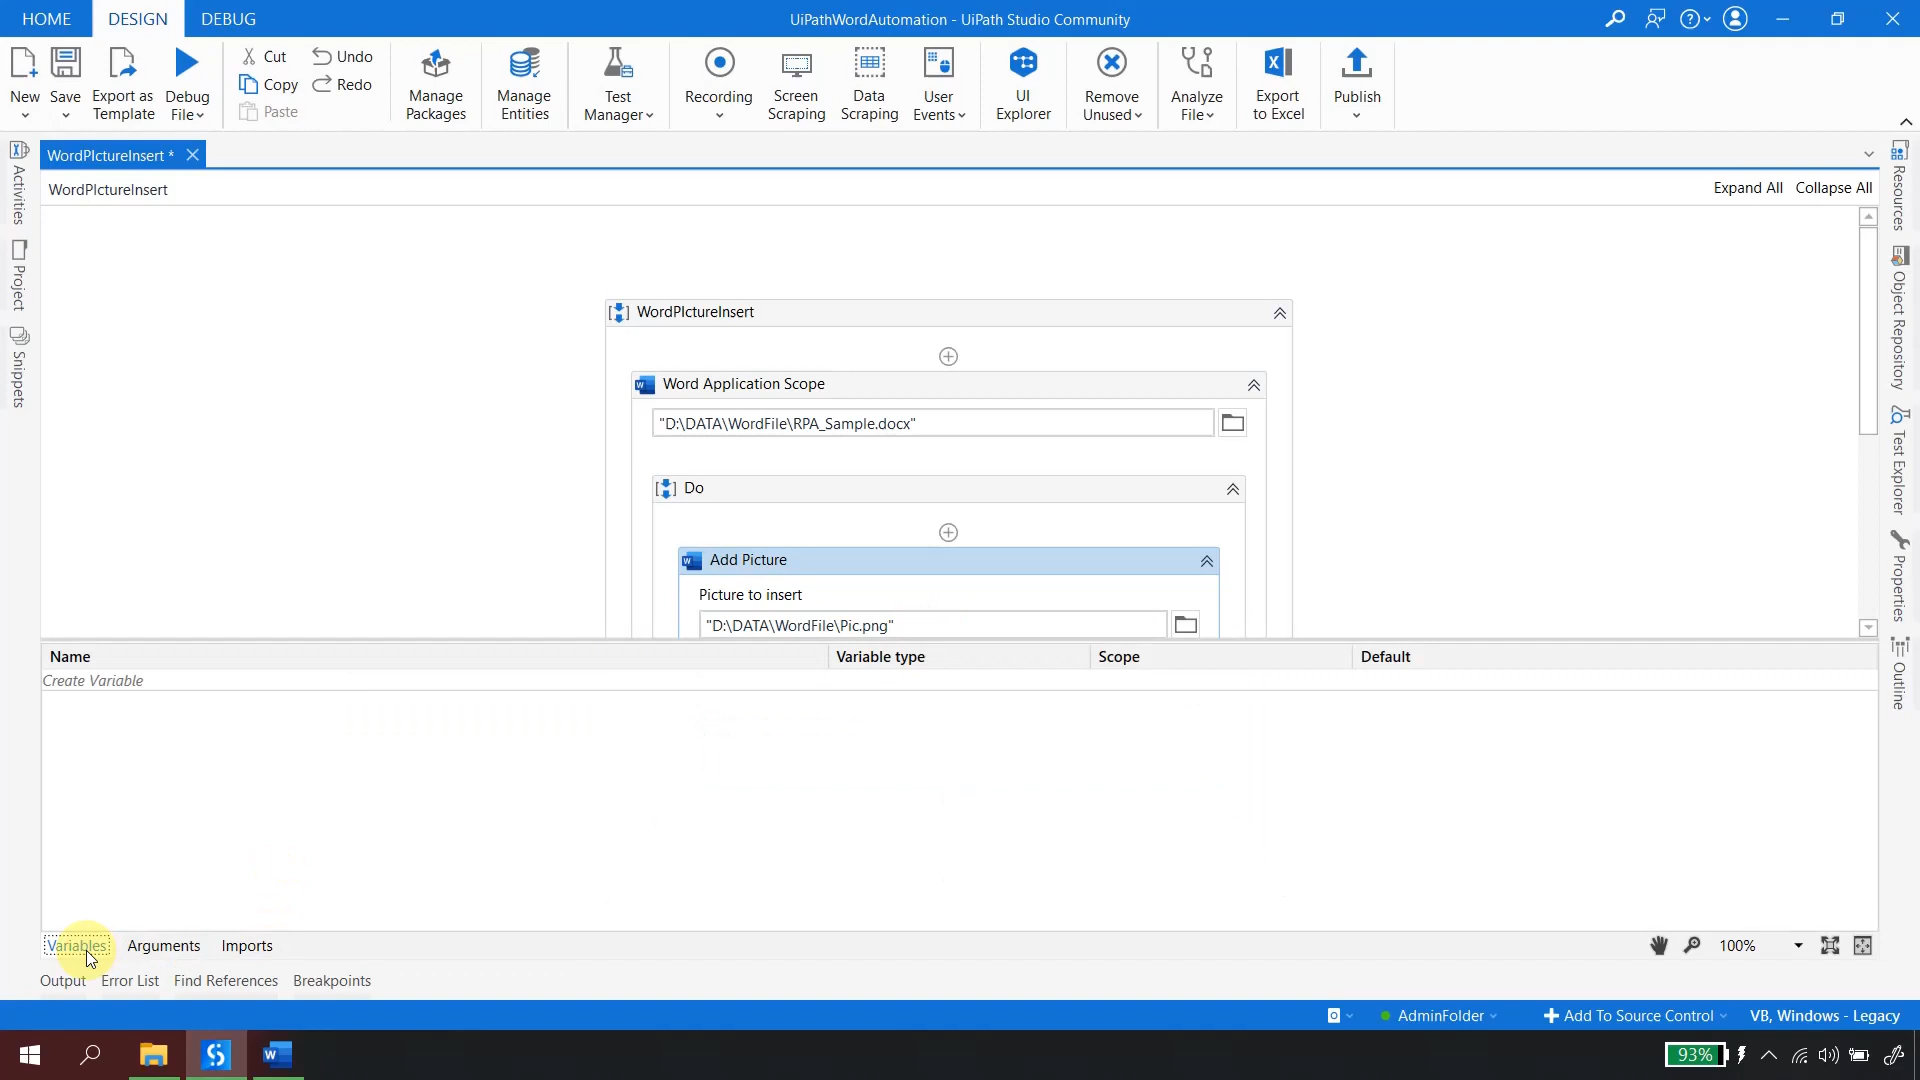 HOME DESIGN DEBUG
UiPathWordAutomation - UiPath Studio Community
New
Save
Export as
Template
Debug
File
Cut
Copy
Paste
Undo
Redo
Manage
Packages
Manage
Entities
Test
Manager
Recording
Screen
Scraping
Data
Scraping
User
Events
UI
Explorer
Remove
Unused
Analyze
File
Export
to Excel
Publish
WordPIctureInsert *
WordPIctureInsert
Expand All Collapse All
Activities
Project
Snippets
Resources
Object Repository
Test Explorer
Properties
Outline
WordPIctureInsert
Word Application Scope
"D:\DATA\WordFile\RPA_Sample.docx"
Do
Add Picture
Picture to insert
"D:\DATA\WordFile\Pic.png"
Name Variable type Scope Default
Create Variable
Variables Arguments Imports
100%
Output Error List Find References Breakpoints
AdminFolder Add To Source Control VB, Windows - Legacy
93%